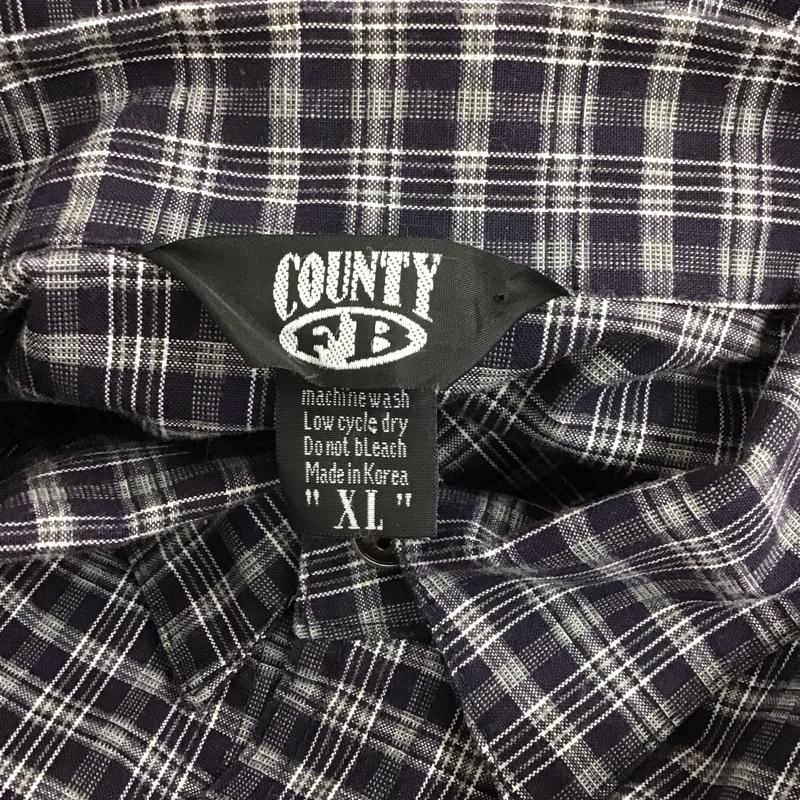 COUNTY
FB
machine wash
Low cycle dry
Do not bLeach
Made in Korea
" XL "